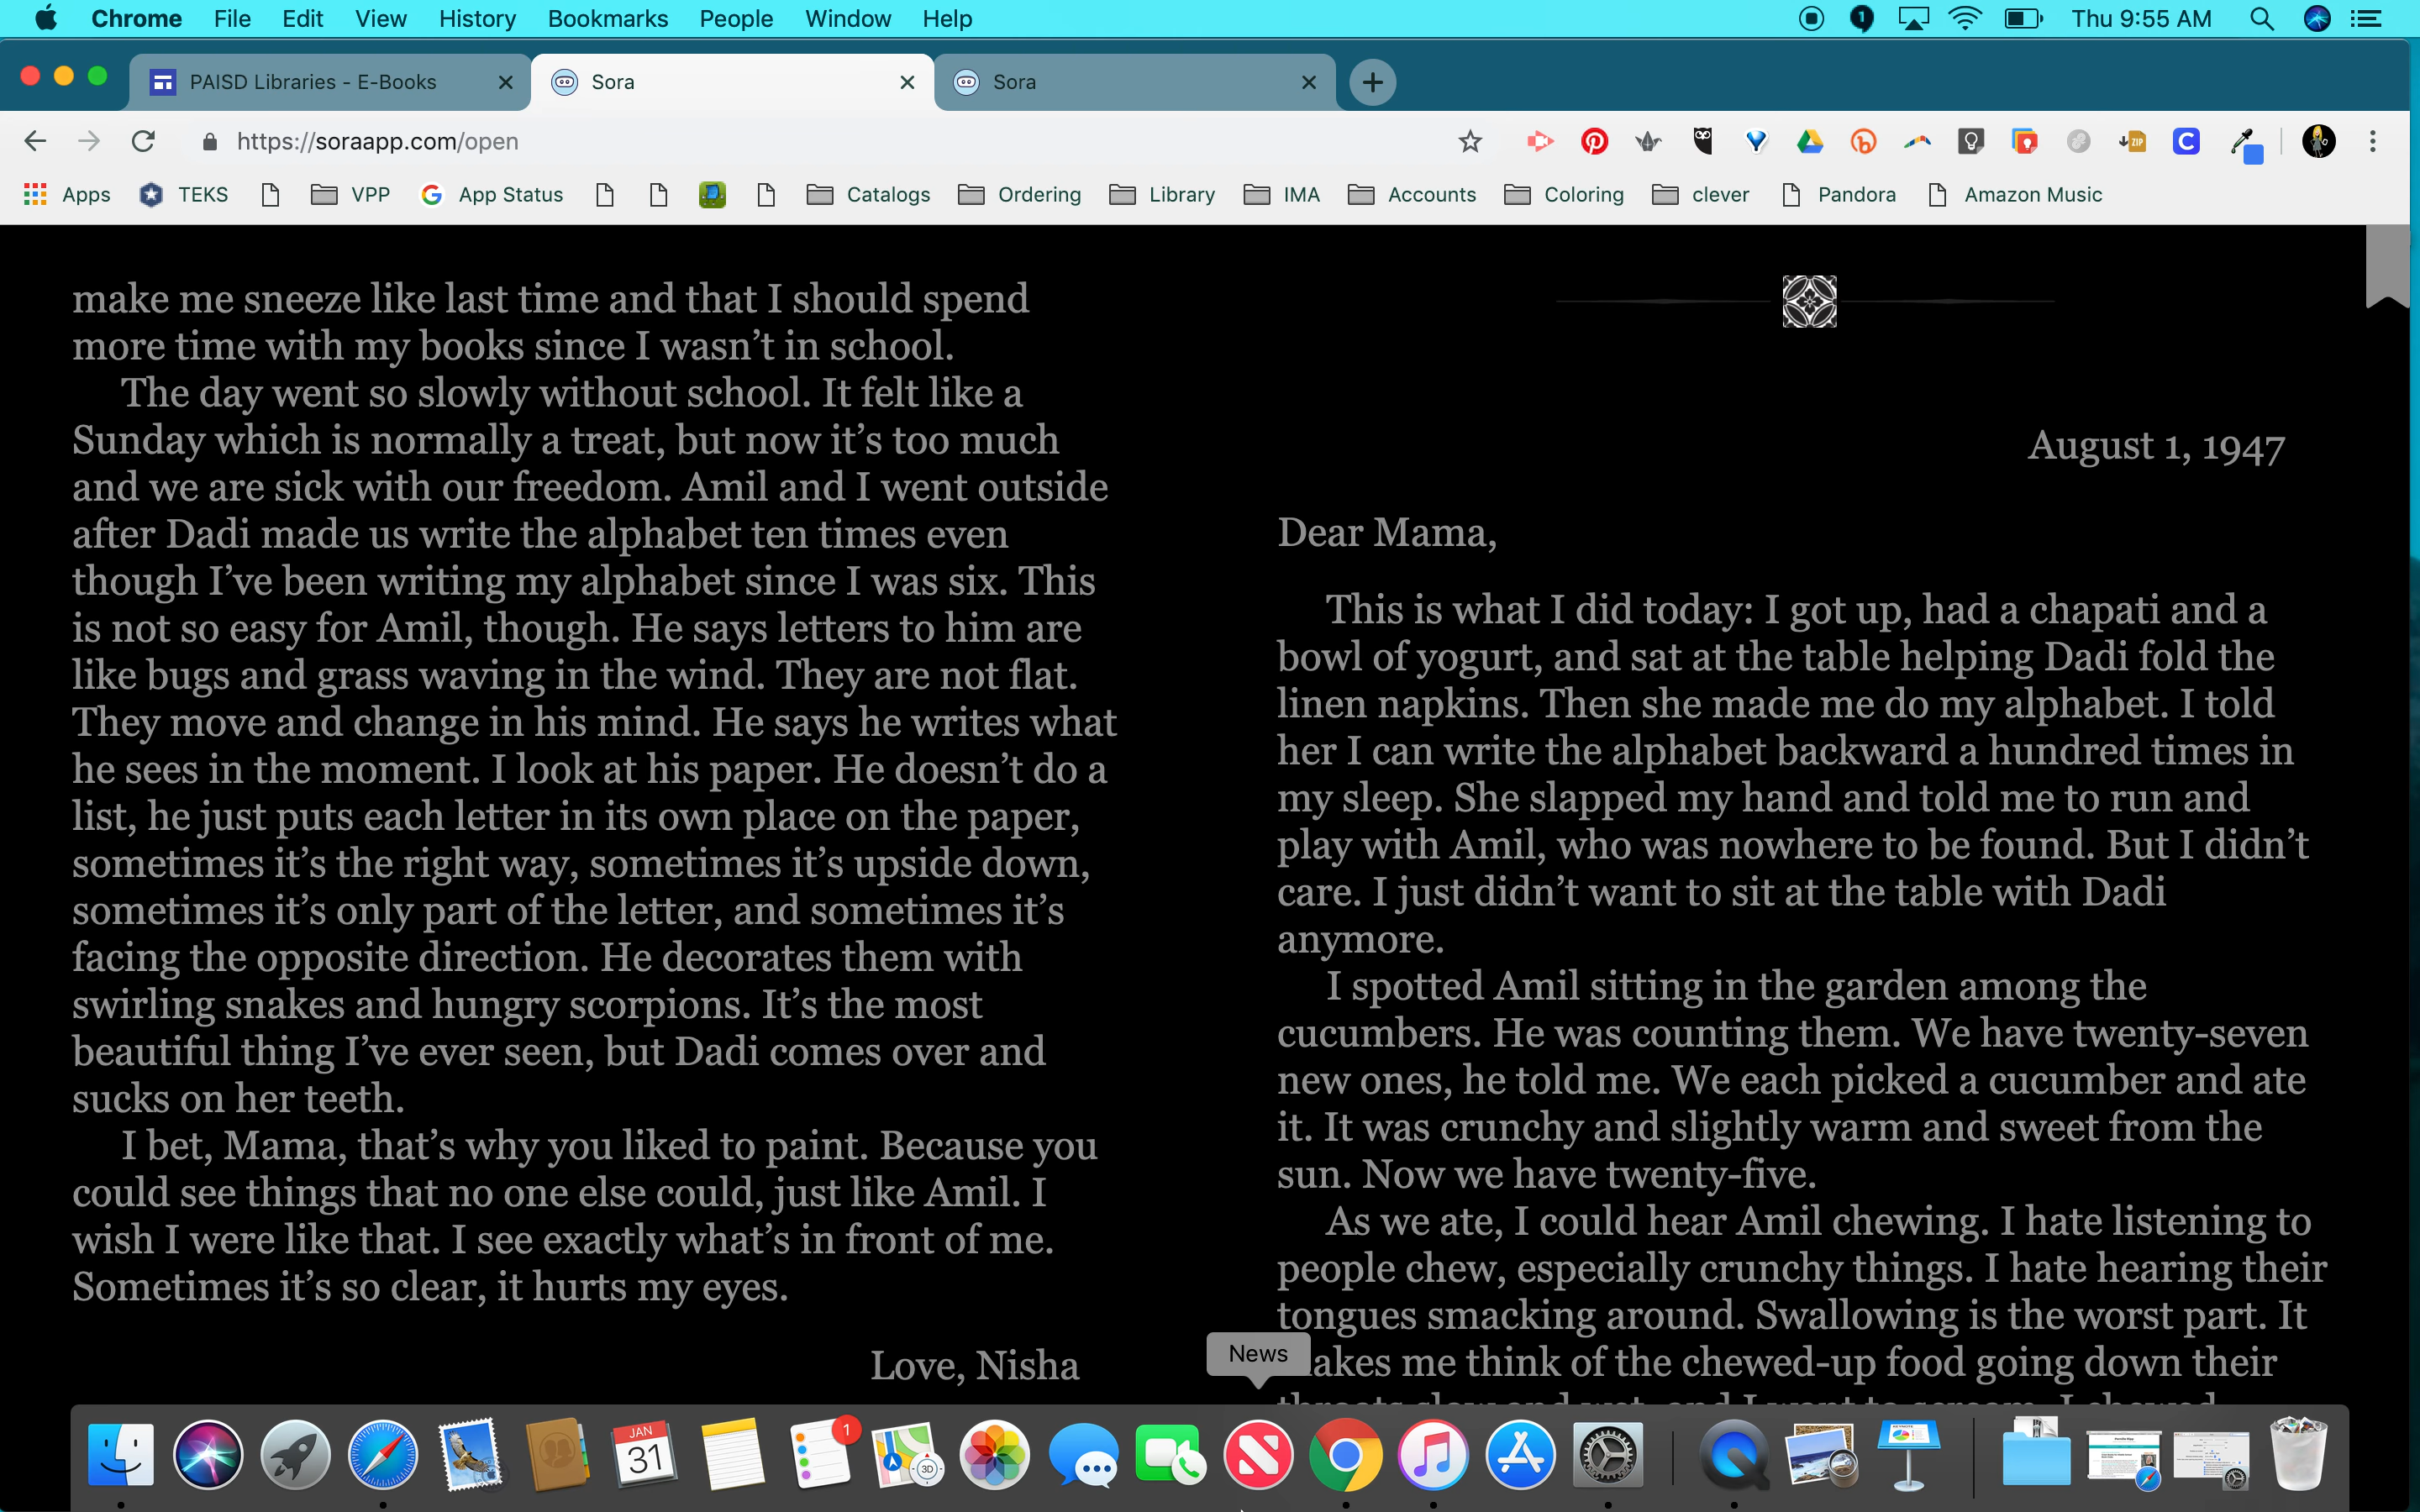 Chrome File Edit View History Bookmarks People Window Help
1
Thu 9:55 AM
PAISD Libraries - E-Books
Sora
Sora
https://soraapp.com/open
ZIP
C
Apps TEKS VPP App Status Catalogs Ordering Library IMA Accounts Coloring clever Pandora Amazon Music
make me sneeze like last time and that I should spend
more time with my books since I wasn’t in school.
The day went so slowly without school. It felt like a
Sunday which is normally a treat, but now it’s too much
and we are sick with our freedom. Amil and I went outside
after Dadi made us write the alphabet ten times even
though I’ve been writing my alphabet since I was six. This
is not so easy for Amil, though. He says letters to him are
like bugs and grass waving in the wind. They are not flat.
They move and change in his mind. He says he writes what
he sees in the moment. I look at his paper. He doesn’t do a
list, he just puts each letter in its own place on the paper,
sometimes it’s the right way, sometimes it’s upside down,
sometimes it’s only part of the letter, and sometimes it’s
facing the opposite direction. He decorates them with
swirling snakes and hungry scorpions. It’s the most
beautiful thing I’ve ever seen, but Dadi comes over and
sucks on her teeth.
I bet, Mama, that’s why you liked to paint. Because you
could see things that no one else could, just like Amil. I
wish I were like that. I see exactly what’s in front of me.
Sometimes it’s so clear, it hurts my eyes.
Love, Nisha
August 1, 1947
Dear Mama,
This is what I did today: I got up, had a chapati and a
bowl of yogurt, and sat at the table helping Dadi fold the
linen napkins. Then she made me do my alphabet. I told
her I can write the alphabet backward a hundred times in
my sleep. She slapped my hand and told me to run and
play with Amil, who was nowhere to be found. But I didn’t
care. I just didn’t want to sit at the table with Dadi
anymore.
I spotted Amil sitting in the garden among the
cucumbers. He was counting them. We have twenty-seven
new ones, he told me. We each picked a cucumber and ate
it. It was crunchy and slightly warm and sweet from the
sun. Now we have twenty-five.
As we ate, I could hear Amil chewing. I hate listening to
people chew, especially crunchy things. I hate hearing their
tongues smacking around. Swallowing is the worst part. It
akes me think of the chewed-up food going down their
News
JAN
31
1
3D